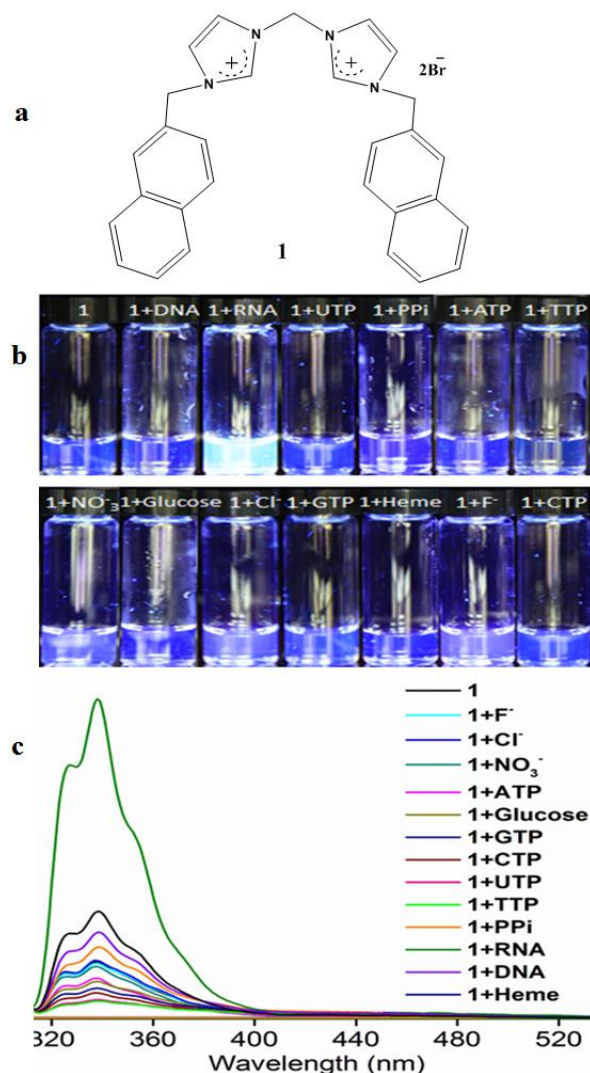 a
N
N
N
N
+
+
2Br̄
1
b
1 1+DNA 1+RNA 1+UTP 1+PPi 1+ATP 1+TTP
1+NO⁻₃ 1+Glucose 1+Cl⁻ 1+GTP 1+Heme 1+F⁻ 1+CTP
c
1
1+F⁻
1+Cl⁻
1+NO₃⁻
1+ATP
1+Glucose
1+GTP
1+CTP
1+UTP
1+TTP
1+PPi
1+RNA
1+DNA
1+Heme
320 360 400 440 480 520
Wavelength (nm)